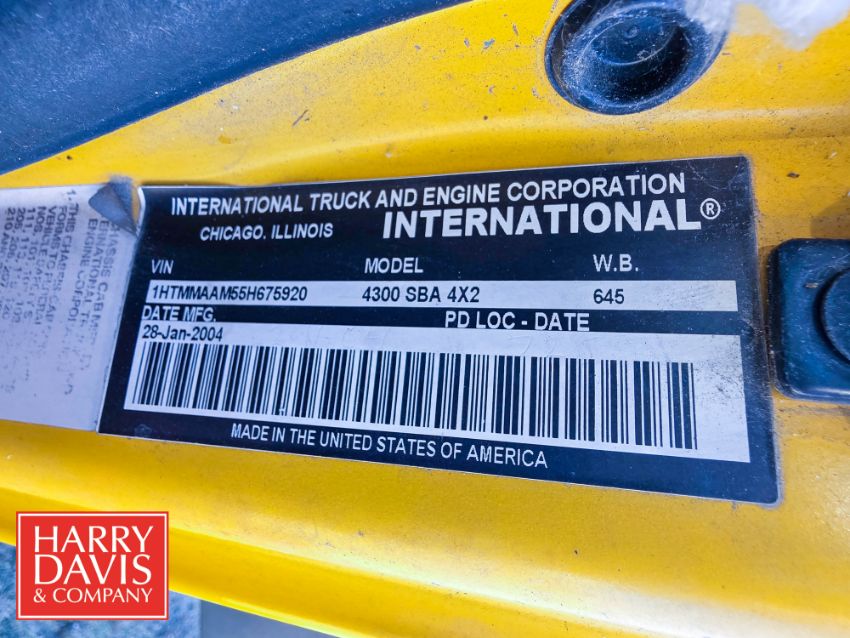 INTERNATIONAL TRUCK AND ENGINE CORPORATION
CHICAGO, ILLINOIS INTERNATIONAL®
VIN MODEL W.B.
1HTMMAAM55H675920 4300 SBA 4X2 645
DATE MFG. PD LOC - DATE
28-Jan-2004
MADE IN THE UNITED STATES OF AMERICA
HARRY
DAVIS
& COMPANY